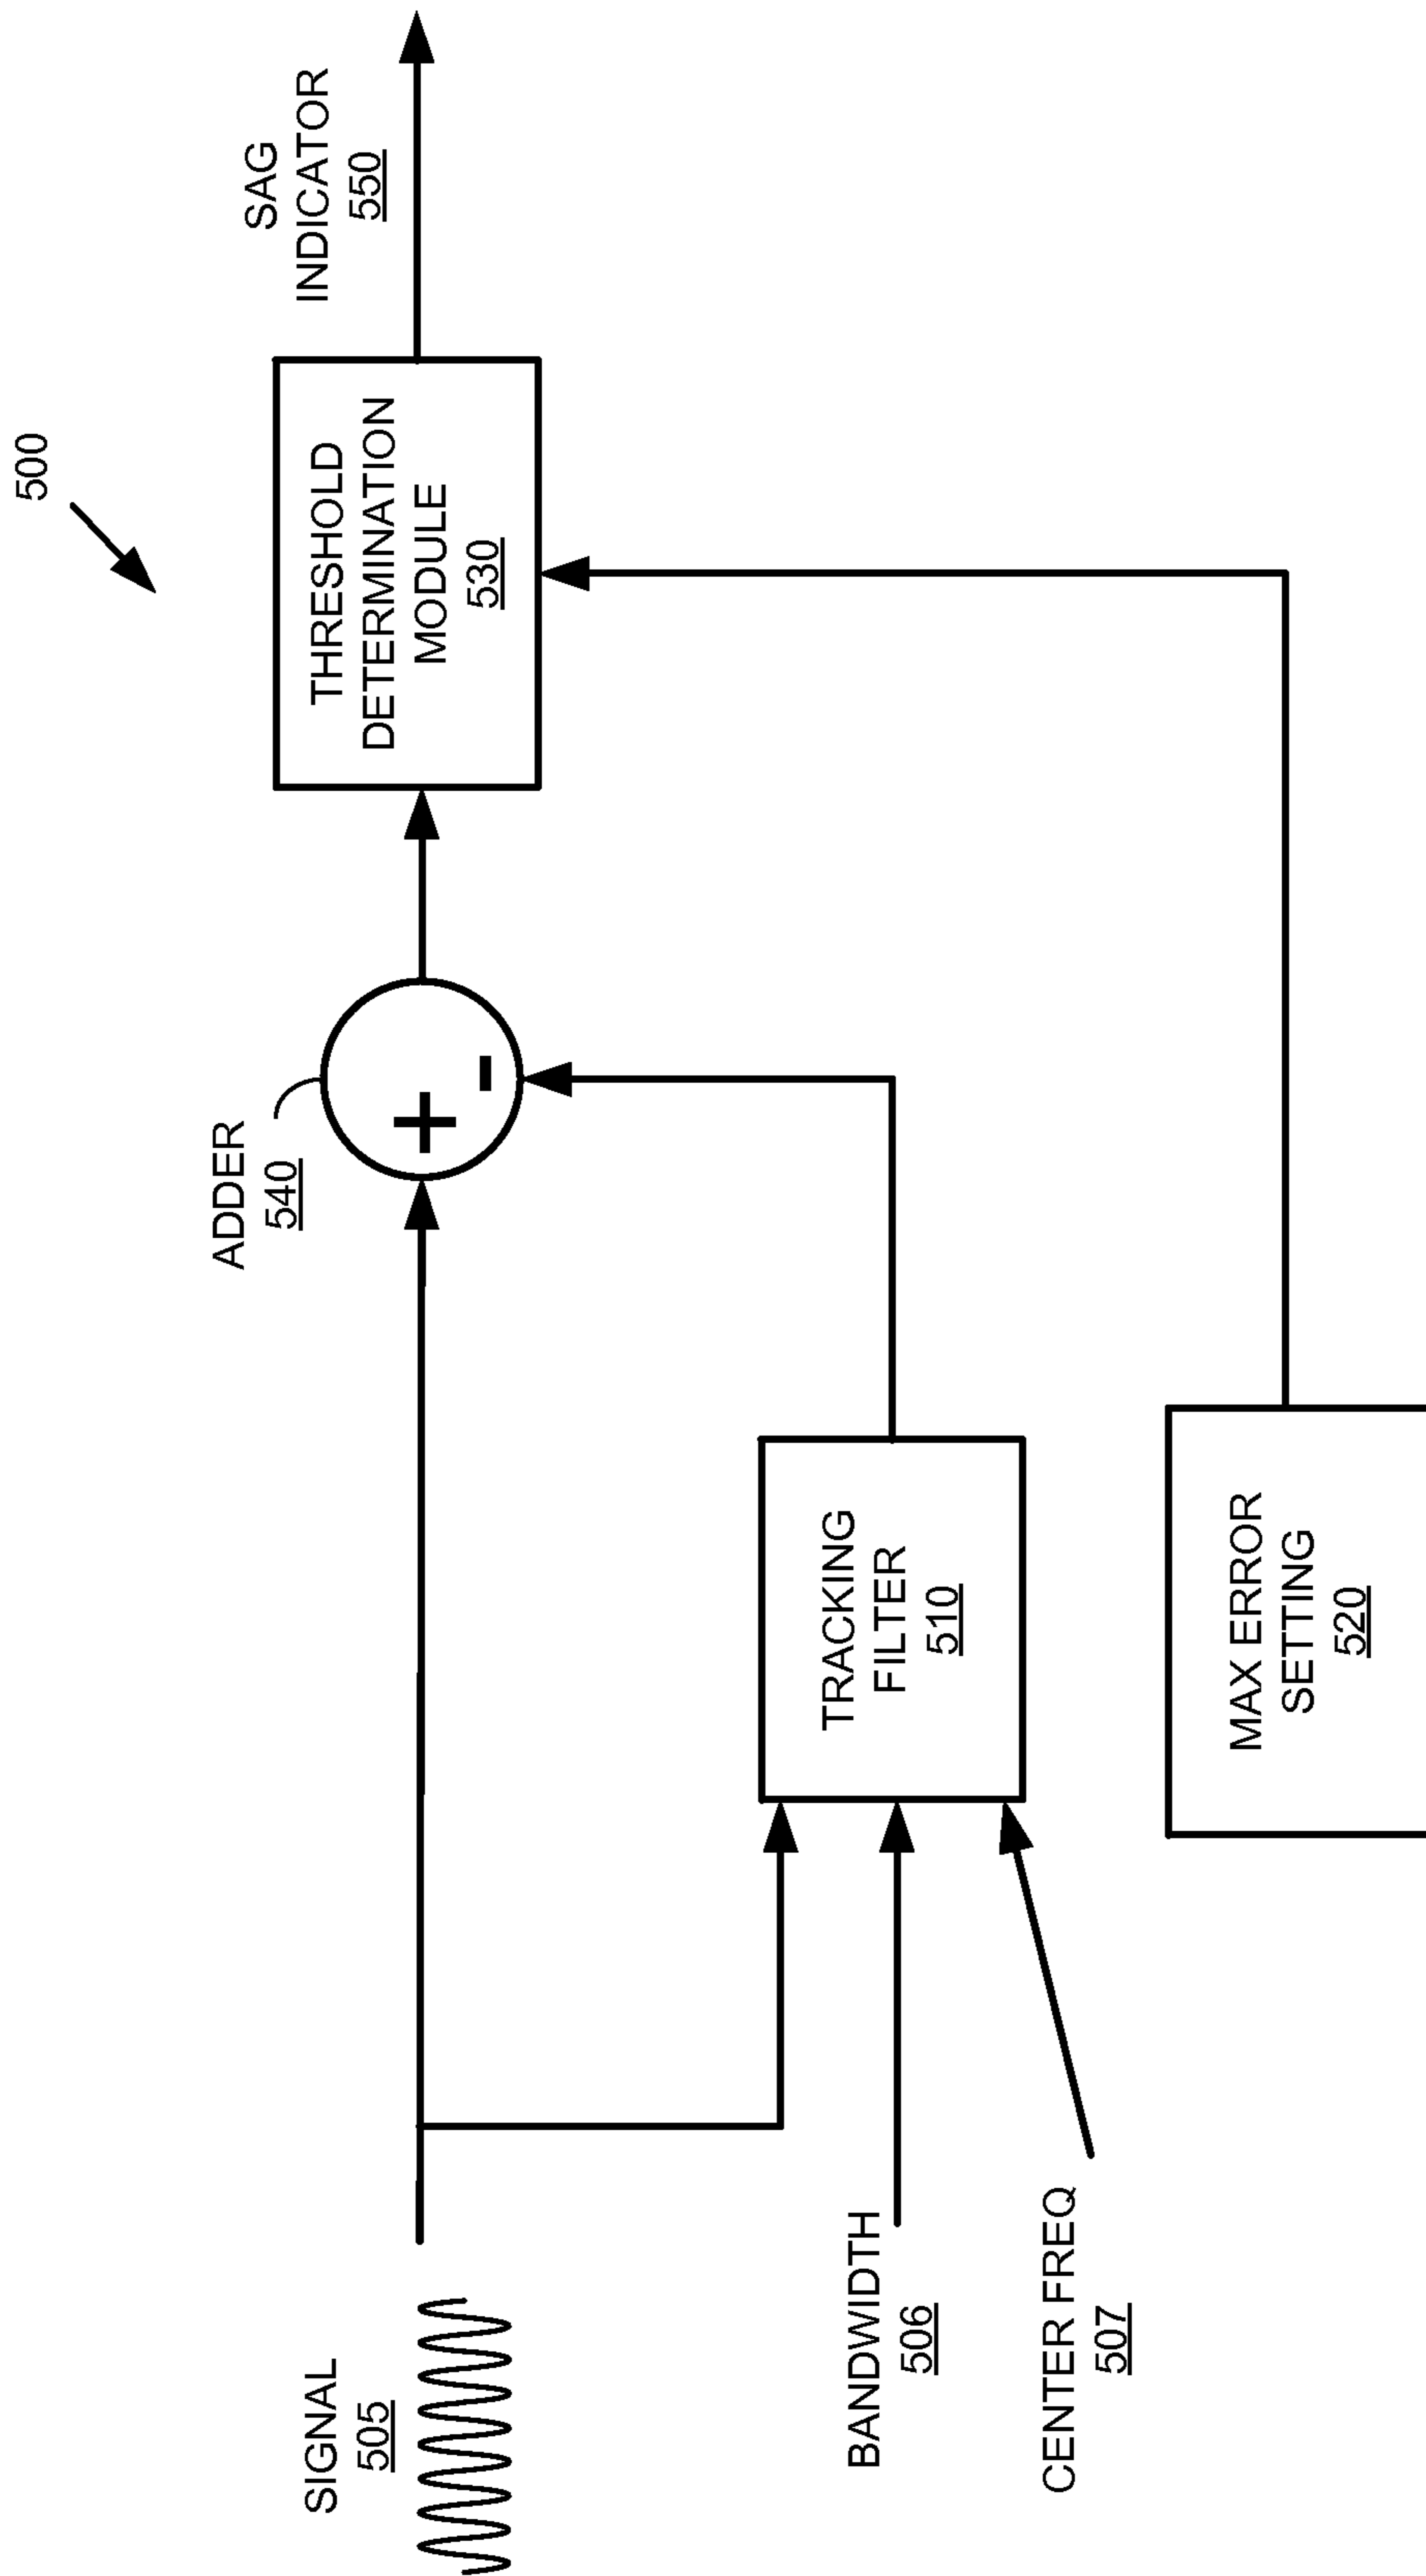 500
SIGNAL
505
ADDER
540
+
-
THRESHOLD
DETERMINATION
MODULE
530
SAG
INDICATOR
550
BANDWIDTH
506
TRACKING
FILTER
510
CENTER FREQ
507
MAX ERROR
SETTING
520